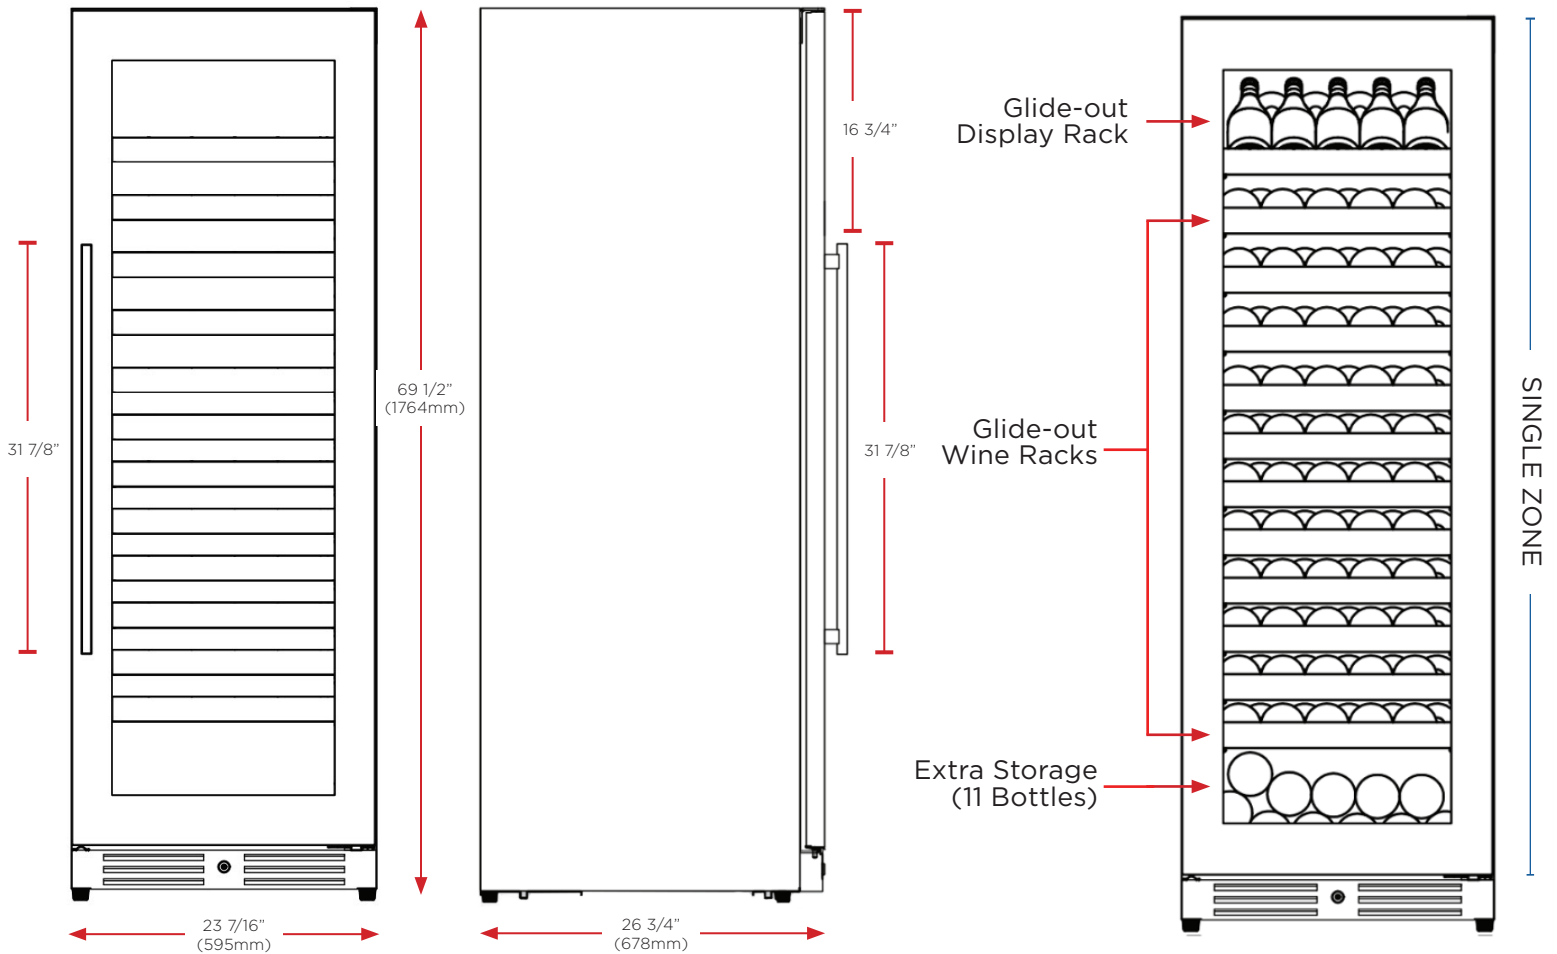 31 7/8”
69 1/2”
(1764mm)
23 7/16”
(595mm)
16 3/4”
31 7/8”
26 3/4”
(678mm)
Glide-out
Display Rack
Glide-out
Wine Racks
Extra Storage
(11 Bottles)
SINGLE ZONE